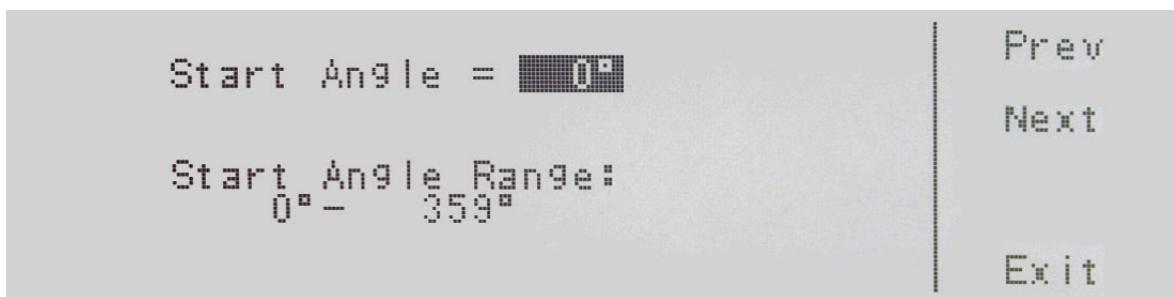 Start Angle = 0°
Start Angle Range:
0°- 359°
Prev
Next
Exit